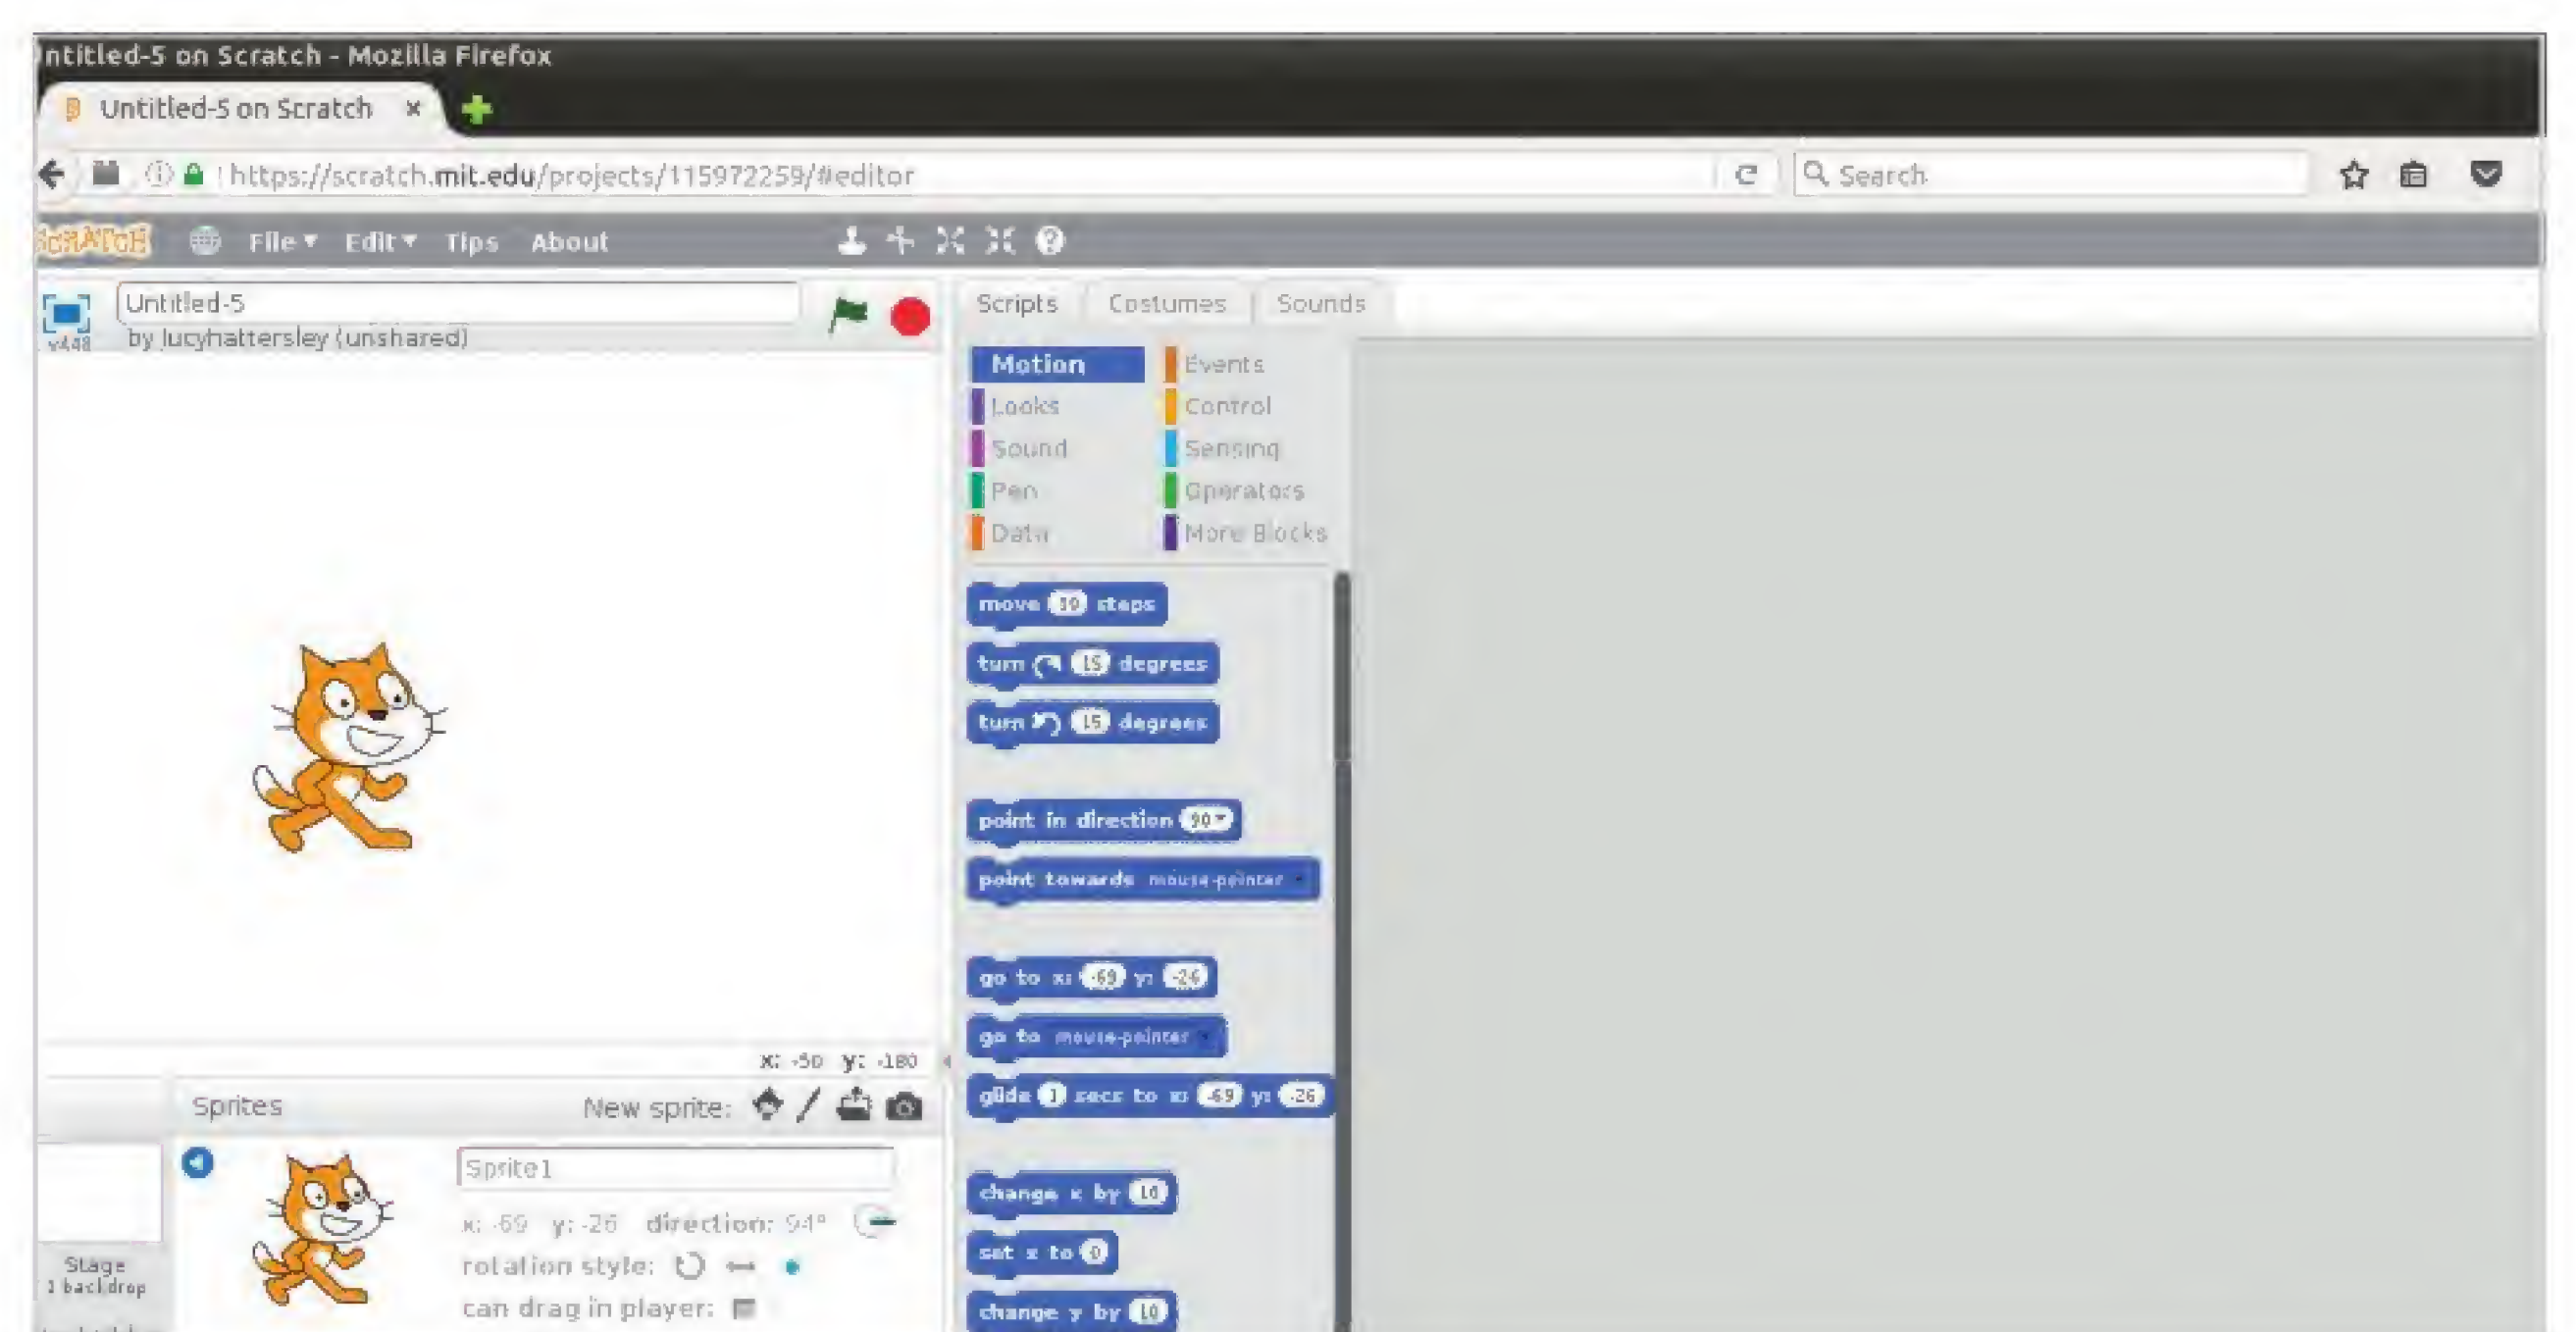 ntitled-5 on Scratch - Mozilla Firefox
Untitled-5 on Scratch
https://scratch.mit.edu/projects/115972259/#editor
Search
SCRATCH File Edit Tips About
Untitled-5
by lucyhattersley (unshared)
v448
Scripts Costumes Sounds
Motion Events
Looks Control
Sound Sensing
Pen Operators
Data More Blocks
move 10 steps
turn 15 degrees
turn 15 degrees
point in direction 90
point towards mouse-pointer
go to x: -69 y: -26
go to mouse-pointer
glide 1 secs to x: -69 y: -26
change x by 10
set x to 0
change y by 10
x: -50 y: -180
Sprites New sprite:
Sprite1
x: -69 y: -26 direction: 94°
rotation style:
can drag in player:
Stage
1 backdrop